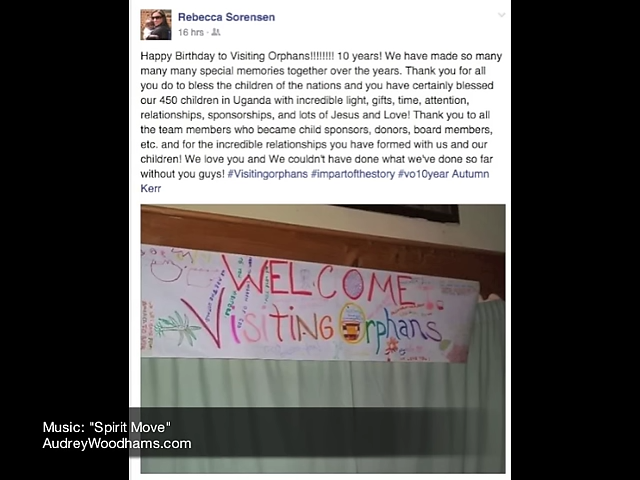 Rebecca Sorensen
16 hrs ·
Happy Birthday to Visiting Orphans!!!!!!!! 10 years! We have made so many
many many special memories together over the years. Thank you for all
you do to bless the children of the nations and you have certainly blessed
our 450 children in Uganda with incredible light, gifts, time, attention,
relationships, sponsorships, and lots of Jesus and Love! Thank you to all
the team members who became child sponsors, donors, board members,
etc. and for the incredible relationships you have formed with us and our
children! We love you and We couldn't have done what we've done so far
without you guys! #Visitingorphans #impartofthestory #vo10year Autumn
Kerr
WELCOME
Visiting Orphans
Music: "Spirit Move"
AudreyWoodhams.com